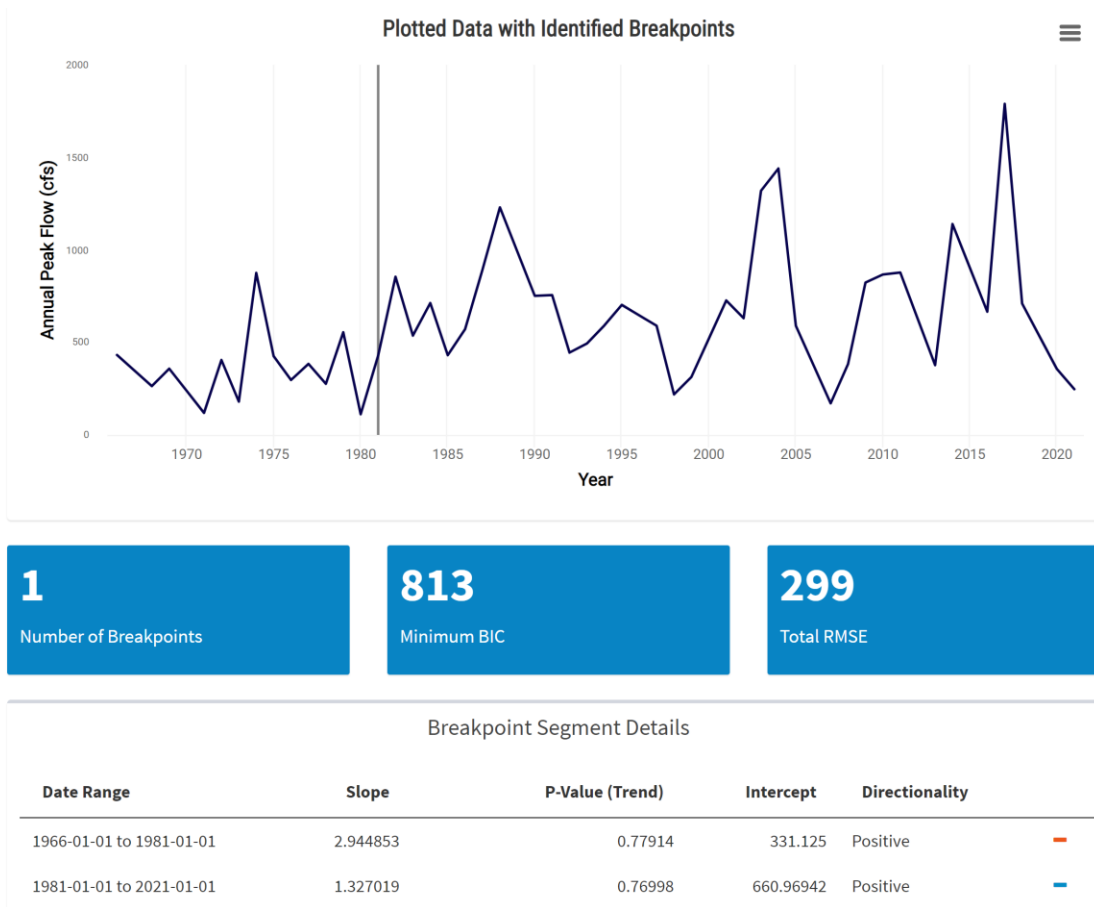 Plotted Data with Identified Breakpoints
2000
1500
1000
500
0
Annual Peak Flow (cfs)
1970 1975 1980 1985 1990 1995 2000 2005 2010 2015 2020
Year
1
Number of Breakpoints
813
Minimum BIC
299
Total RMSE
Breakpoint Segment Details
Date Range Slope P-Value (Trend) Intercept Directionality
1966-01-01 to 1981-01-01 2.944853 0.77914 331.125 Positive
1981-01-01 to 2021-01-01 1.327019 0.76998 660.96942 Positive